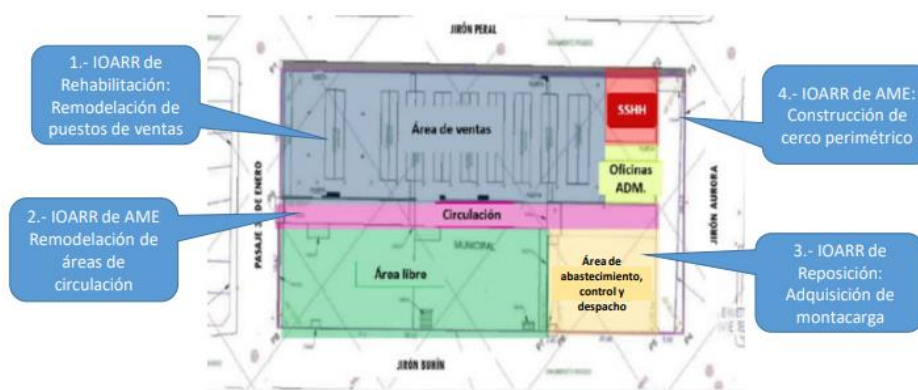 JIRÓN PERAL
1.- IOARR de
Rehabilitación:
Remodelación de
puestos de ventas
4.- IOARR de AME:
Construcción de
cerco perimétrico
SSHH
Área de ventas
Oficinas
ADM.
2.- IOARR de AME
Remodelación de
áreas de
circulación
PASAJE 3
DE ENERO
Circulación
MUNICIPAL
JIRÓN AURORA
Área libre
Área de
abastecimiento,
control y
despacho
3.- IOARR de
Reposición:
Adquisición de
montacarga